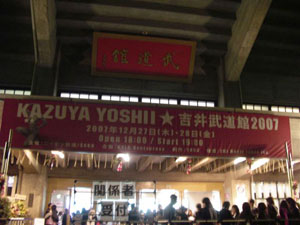 武道館
KAZUYA YOSHII★吉井武道館2007
2007年12月27日(木)・28日(金)
Open 18:00 / Start 19:00
関係者
受付